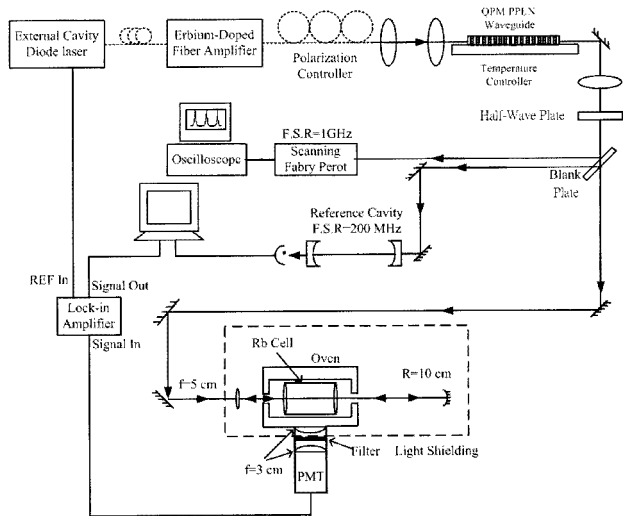 External Cavity
Diode laser
Erbium-Doped
Fiber Amplifier
Polarization
Controller
QPM PPLN
Waveguide
Temperature
Controller
Half-Wave Plate
Blank
Plate
F.S.R=1GHz
Scanning
Fabry Perot
Oscilloscope
Reference Cavity
F.S.R=200 MHz
REF In
Signal Out
Lock-in
Amplifier
Signal In
Rb Cell
Oven
R=10 cm
f=5 cm
f=3 cm
Filter
Light Shielding
PMT